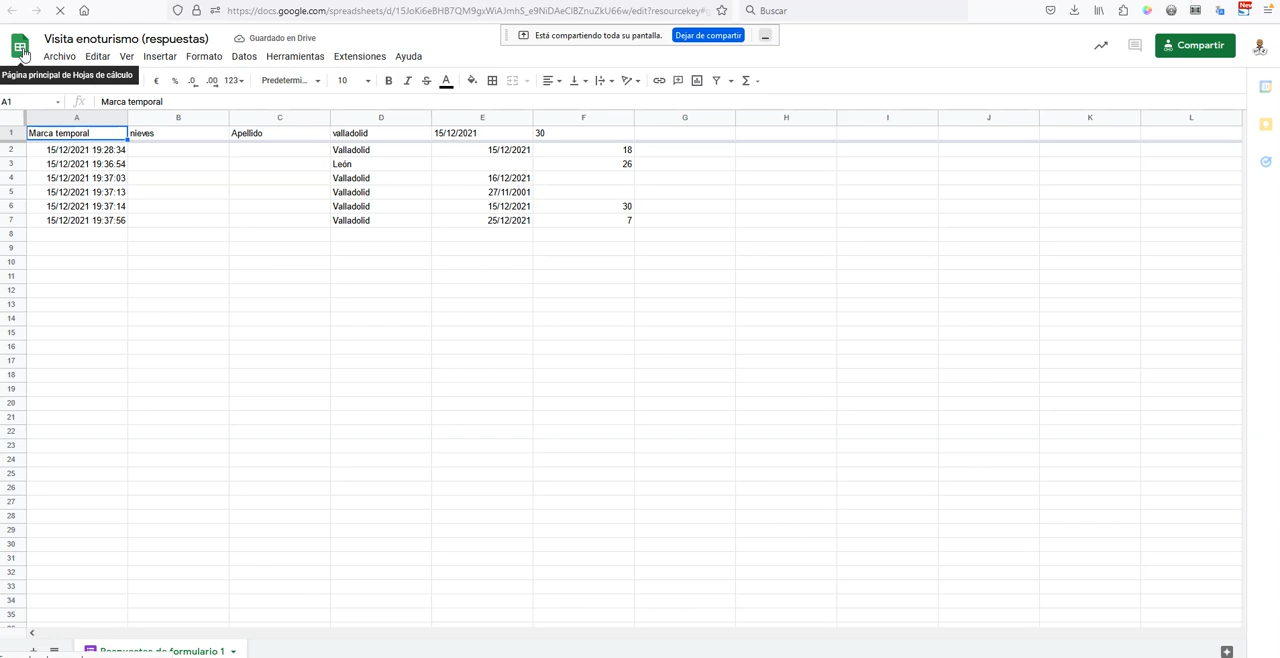 https://docs.google.com/spreadsheets/d/15JoKi6eBHB7QM9gxWiAJmhS_e9NiDAeClBZnuZkU66w/edit?resourcekey#g
Buscar
New
Visita enoturismo (respuestas)
Guardado en Drive
Está compartiendo toda su pantalla.
Dejar de compartir
Compartir
Archivo Editar Ver Insertar Formato Datos Herramientas Extensiones Ayuda
Página principal de Hojas de cálculo
€ % .0 .00 123 Predetermi... 10 B I S A Σ
A1 fx Marca temporal
A B C D E F G H I J K L
1 Marca temporal nieves Apellido valladolid 15/12/2021 30
2 15/12/2021 19:28:34 Valladolid 15/12/2021 18
3 15/12/2021 19:36:54 León 26
4 15/12/2021 19:37:03 Valladolid 16/12/2021
5 15/12/2021 19:37:13 Valladolid 27/11/2001
6 15/12/2021 19:37:14 Valladolid 15/12/2021 30
7 15/12/2021 19:37:56 Valladolid 25/12/2021 7
8
9
10
11
12
13
14
15
16
17
18
19
20
21
22
23
24
25
26
27
28
29
30
31
32
33
34
35
Respuestas de formulario 1